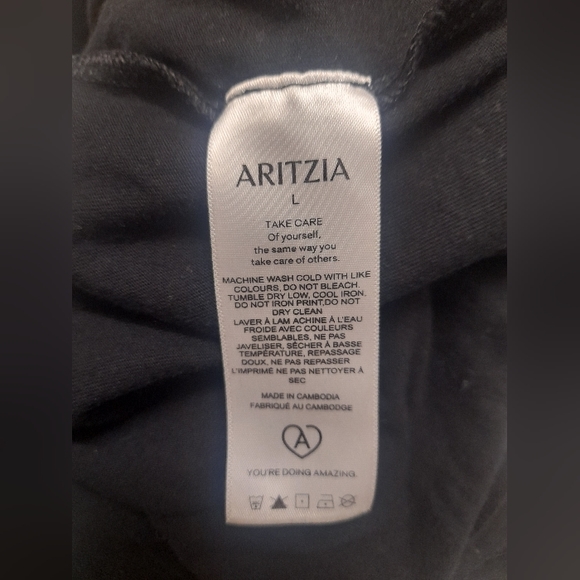 ARITZIA
L
TAKE CARE
Of yourself,
the same way you
take care of others.
MACHINE WASH COLD WITH LIKE
COLOURS, DO NOT BLEACH.
TUMBLE DRY LOW, COOL IRON.
DO NOT IRON PRINT,DO NOT
DRY CLEAN
LAVER À LAM ACHINE À L'EAU
FROIDE AVEC COULEURS
SEMBLABLES, NE PAS
JAVELISER, SÉCHER À BASSE
TEMPÉRATURE, REPASSAGE
DOUX, NE PAS REPASSER
L'IMPRIMÉ NE PAS NETTOYER À
SEC
MADE IN CAMBODIA
FABRIQUÉ AU CAMBODGE
A
YOU'RE DOING AMAZING.